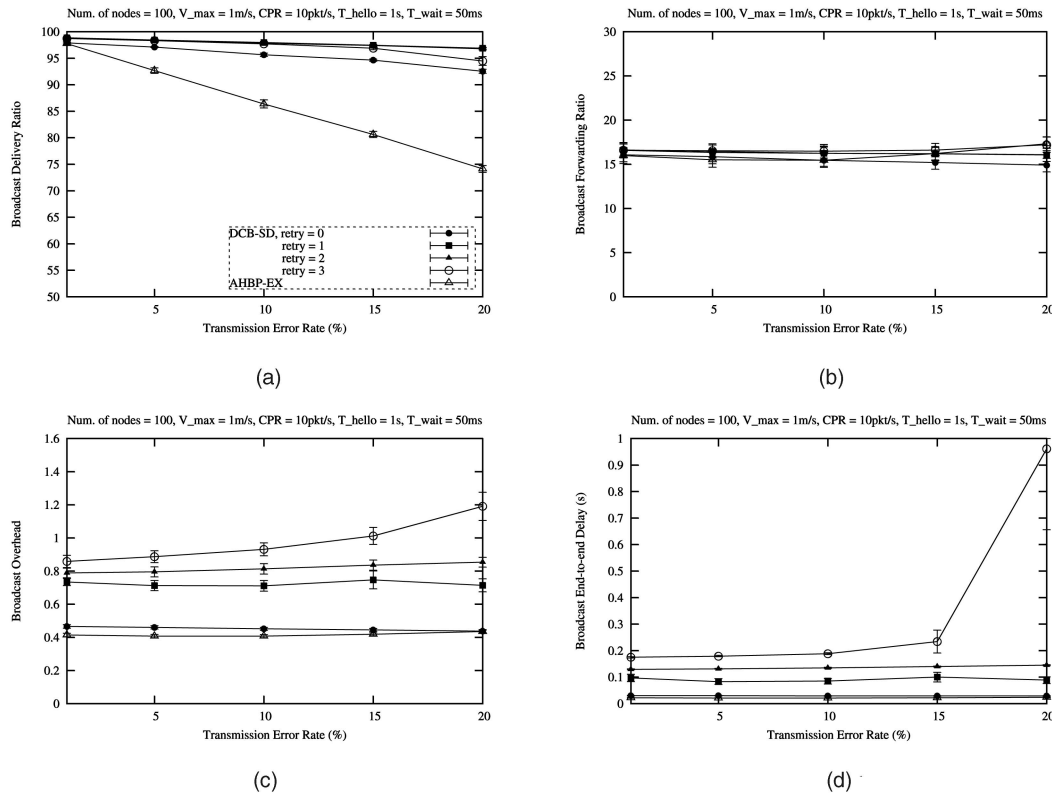 Num. of nodes = 100, V_max = 1m/s, CPR = 10pkt/s, T_hello = 1s, T_wait = 50ms
100
95
90
85
80
75
70
65
60
55
50
Broadcast Delivery Ratio
DCB-SD, retry = 0
retry = 1
retry = 2
retry = 3
AHBP-EX
5
10
15
20
Transmission Error Rate (%)
(a)
Num. of nodes = 100, V_max = 1m/s, CPR = 10pkt/s, T_hello = 1s, T_wait = 50ms
30
25
20
15
10
5
0
Broadcast Forwarding Ratio
5
10
15
20
Transmission Error Rate (%)
(b)
Num. of nodes = 100, V_max = 1m/s, CPR = 10pkt/s, T_hello = 1s, T_wait = 50ms
1.6
1.4
1.2
1
0.8
0.6
0.4
0.2
0
Broadcast Overhead
5
10
15
20
Transmission Error Rate (%)
(c)
Num. of nodes = 100, V_max = 1m/s, CPR = 10pkt/s, T_hello = 1s, T_wait = 50ms
1
0.9
0.8
0.7
0.6
0.5
0.4
0.3
0.2
0.1
0
Broadcast End-to-end Delay (s)
5
10
15
20
Transmission Error Rate (%)
(d)